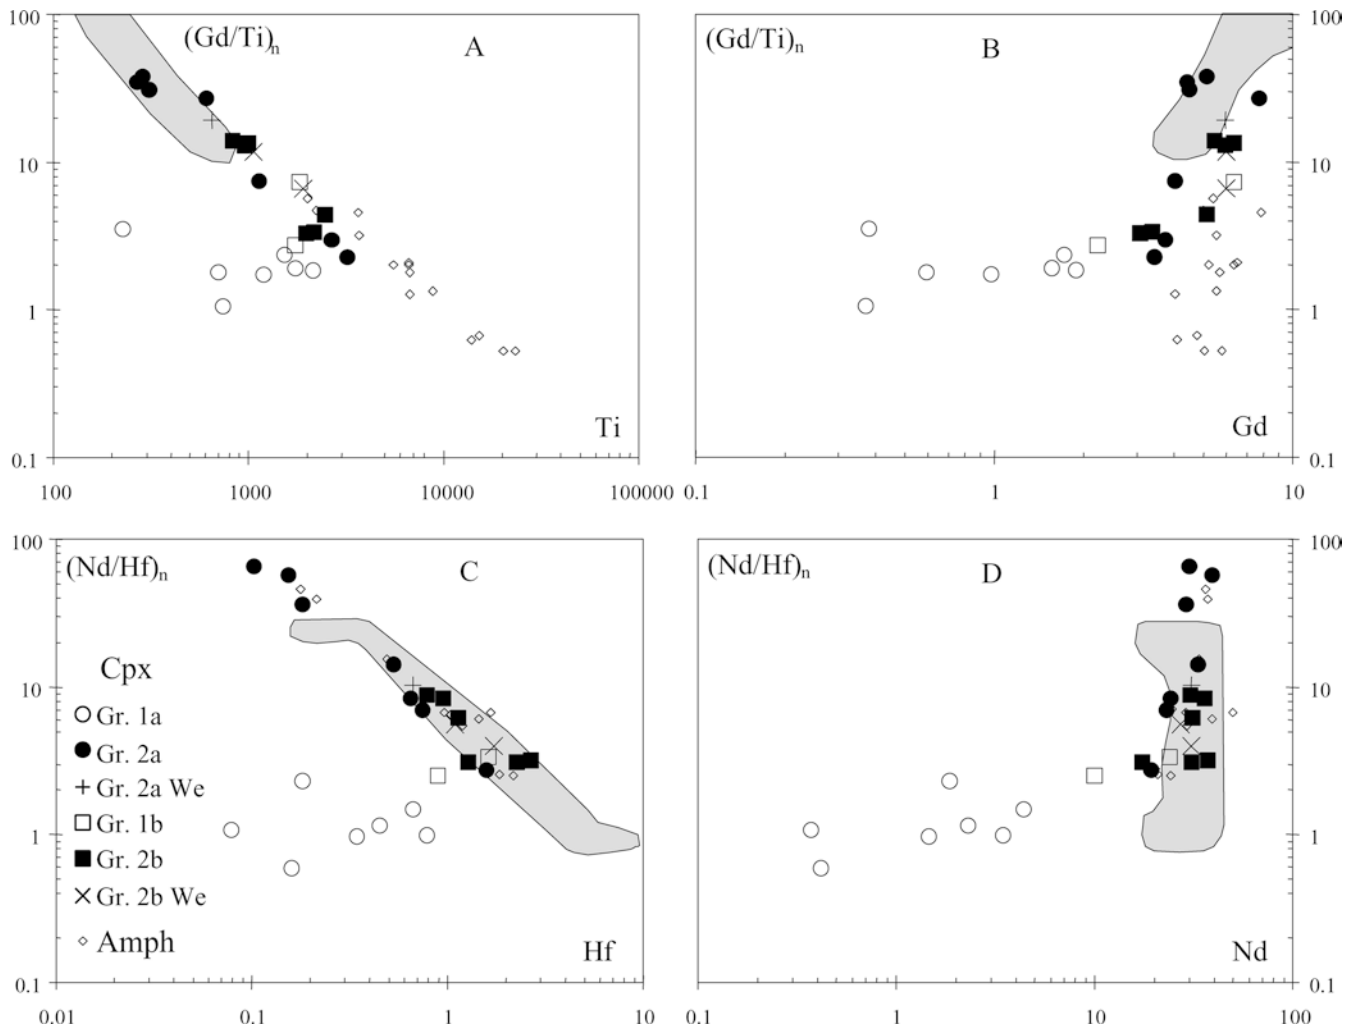 100
(Gd/Ti)n
A
10
1
0.1
Ti
100
1000
10000
100000
(Gd/Ti)n
B
100
10
1
0.1
Gd
0.1
1
10
100
(Nd/Hf)n
C
10
1
0.1
Cpx
Gr. 1a
Gr. 2a
Gr. 2a We
Gr. 1b
Gr. 2b
Gr. 2b We
Amph
Hf
0.01
0.1
1
10
(Nd/Hf)n
D
100
10
1
0.1
Nd
0.1
1
10
100